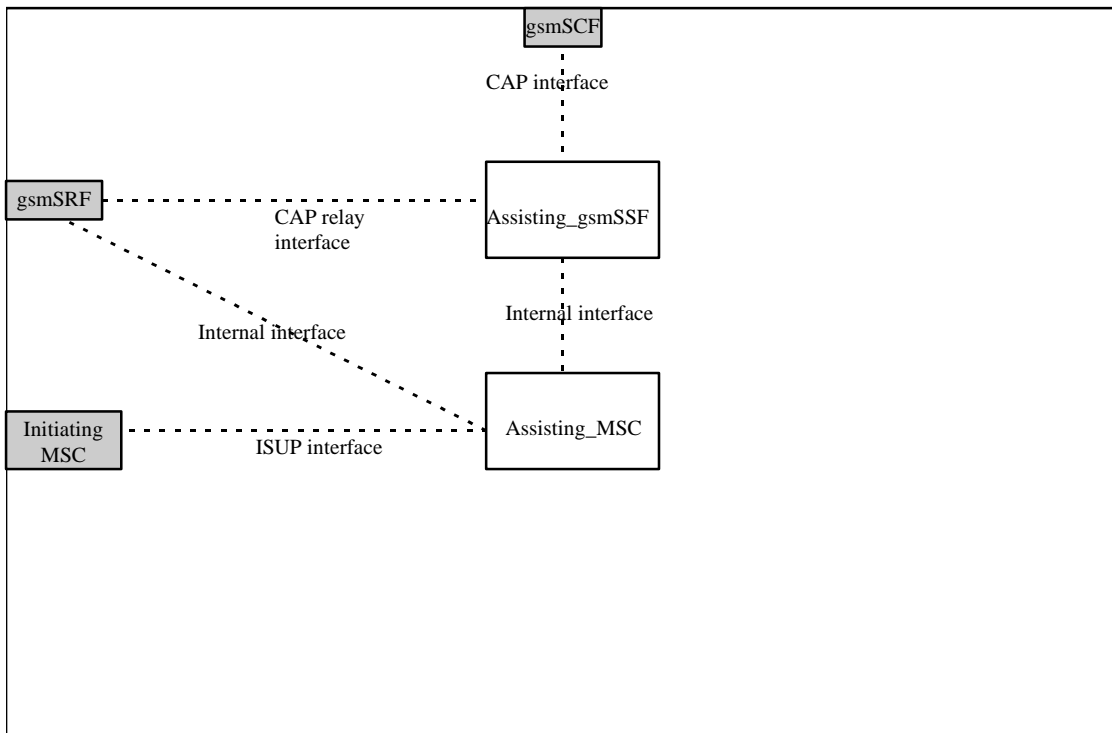 gsmSCF
CAP interface
gsmSRF
CAP relay
interface
Assisting_gsmSSF
Internal interface
Internal interface
Initiating
MSC
ISUP interface
Assisting_MSC